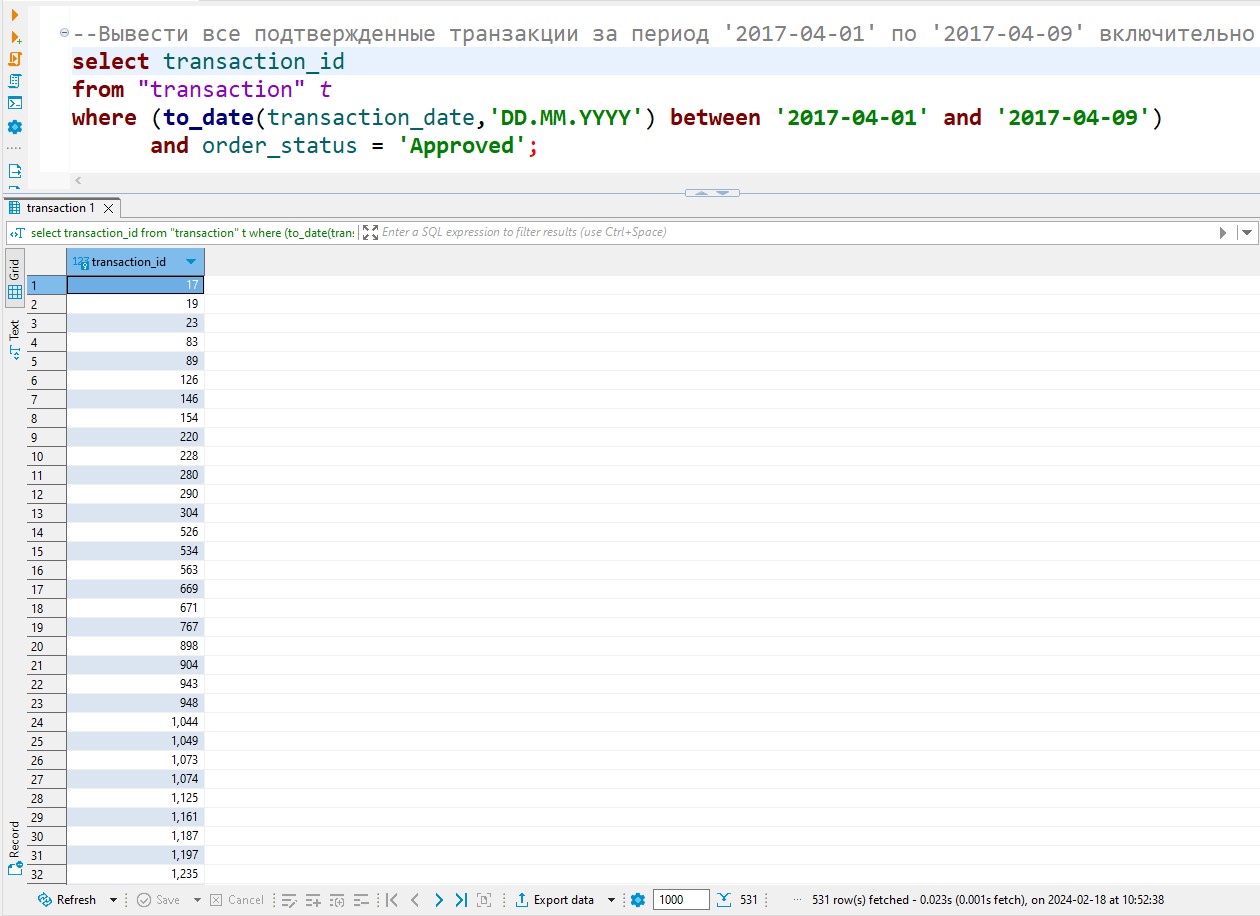 --Вывести все подтвержденные транзакции за период '2017-04-01' по '2017-04-09' включительно
select transaction_id
from "transaction" t
where (to_date(transaction_date,'DD.MM.YYYY') between '2017-04-01' and '2017-04-09')
and order_status = 'Approved';
transaction 1
select transaction_id from "transaction" t where (to_date(trans Enter a SQL expression to filter results (use Ctrl+Space)
Grid
Text
Record
123 transaction_id
1 17
2 19
3 23
4 83
5 89
6 126
7 146
8 154
9 220
10 228
11 280
12 290
13 304
14 526
15 534
16 563
17 669
18 671
19 767
20 898
21 904
22 943
23 948
24 1,044
25 1,049
26 1,073
27 1,074
28 1,125
29 1,161
30 1,187
31 1,197
32 1,235
Refresh Save Cancel Export data 1000 531 531 row(s) fetched - 0.023s (0.001s fetch), on 2024-02-18 at 10:52:38